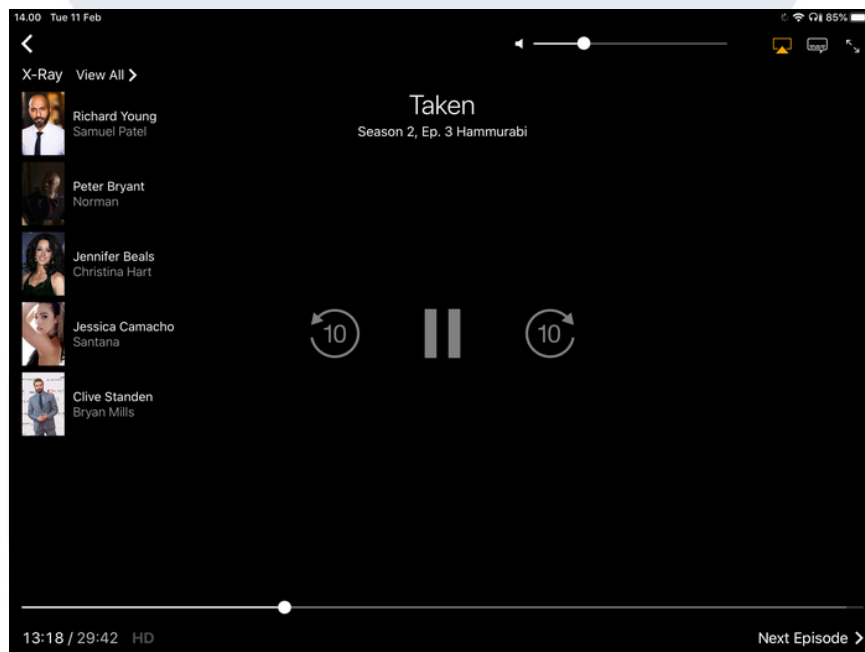 14.00 Tue 11 Feb
85%
X-Ray View All
Taken
Season 2, Ep. 3 Hammurabi
Richard Young
Samuel Patel
Peter Bryant
Norman
Jennifer Beals
Christina Hart
Jessica Camacho
Santana
Clive Standen
Bryan Mills
10
10
13:18 / 29:42 HD
Next Episode